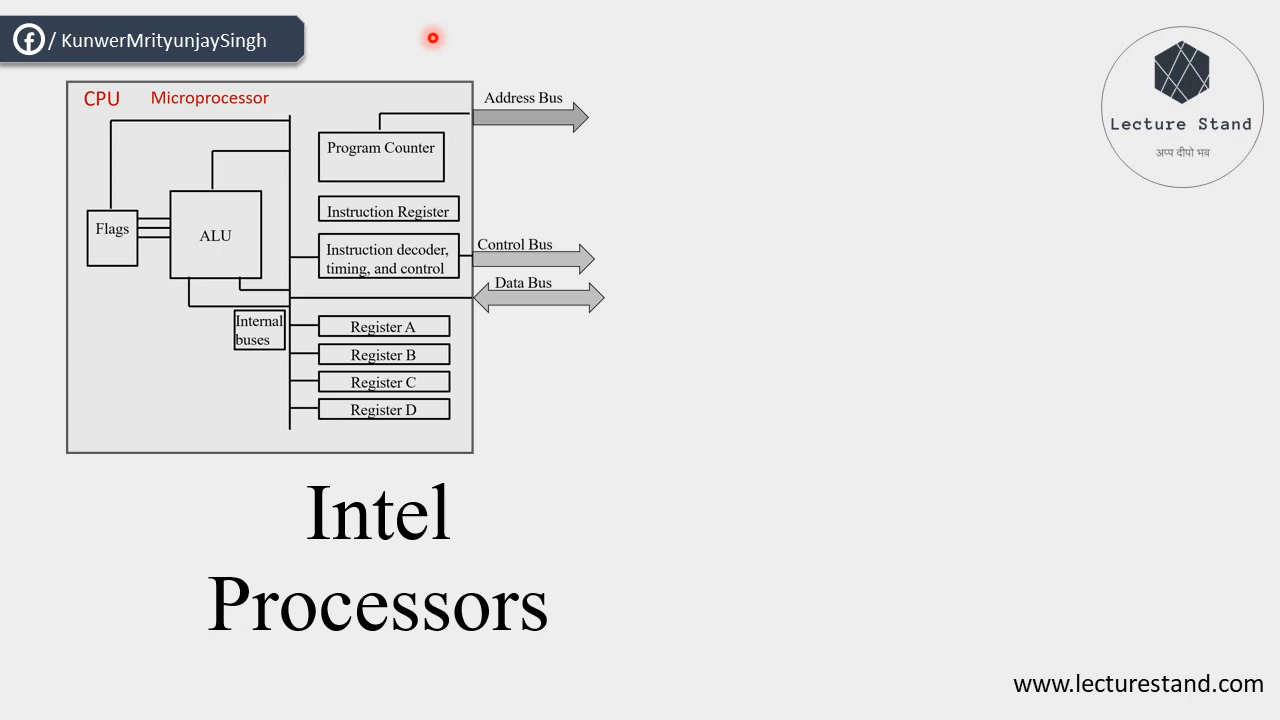 / KunwerMrityunjaySingh
CPU Microprocessor
Address Bus
Program Counter
Instruction Register
Flags
ALU
Instruction decoder,
timing, and control
Control Bus
Data Bus
Internal
buses
Register A
Register B
Register C
Register D
Intel
Processors
Lecture Stand
अप्प दीपो भव
www.lecturestand.com